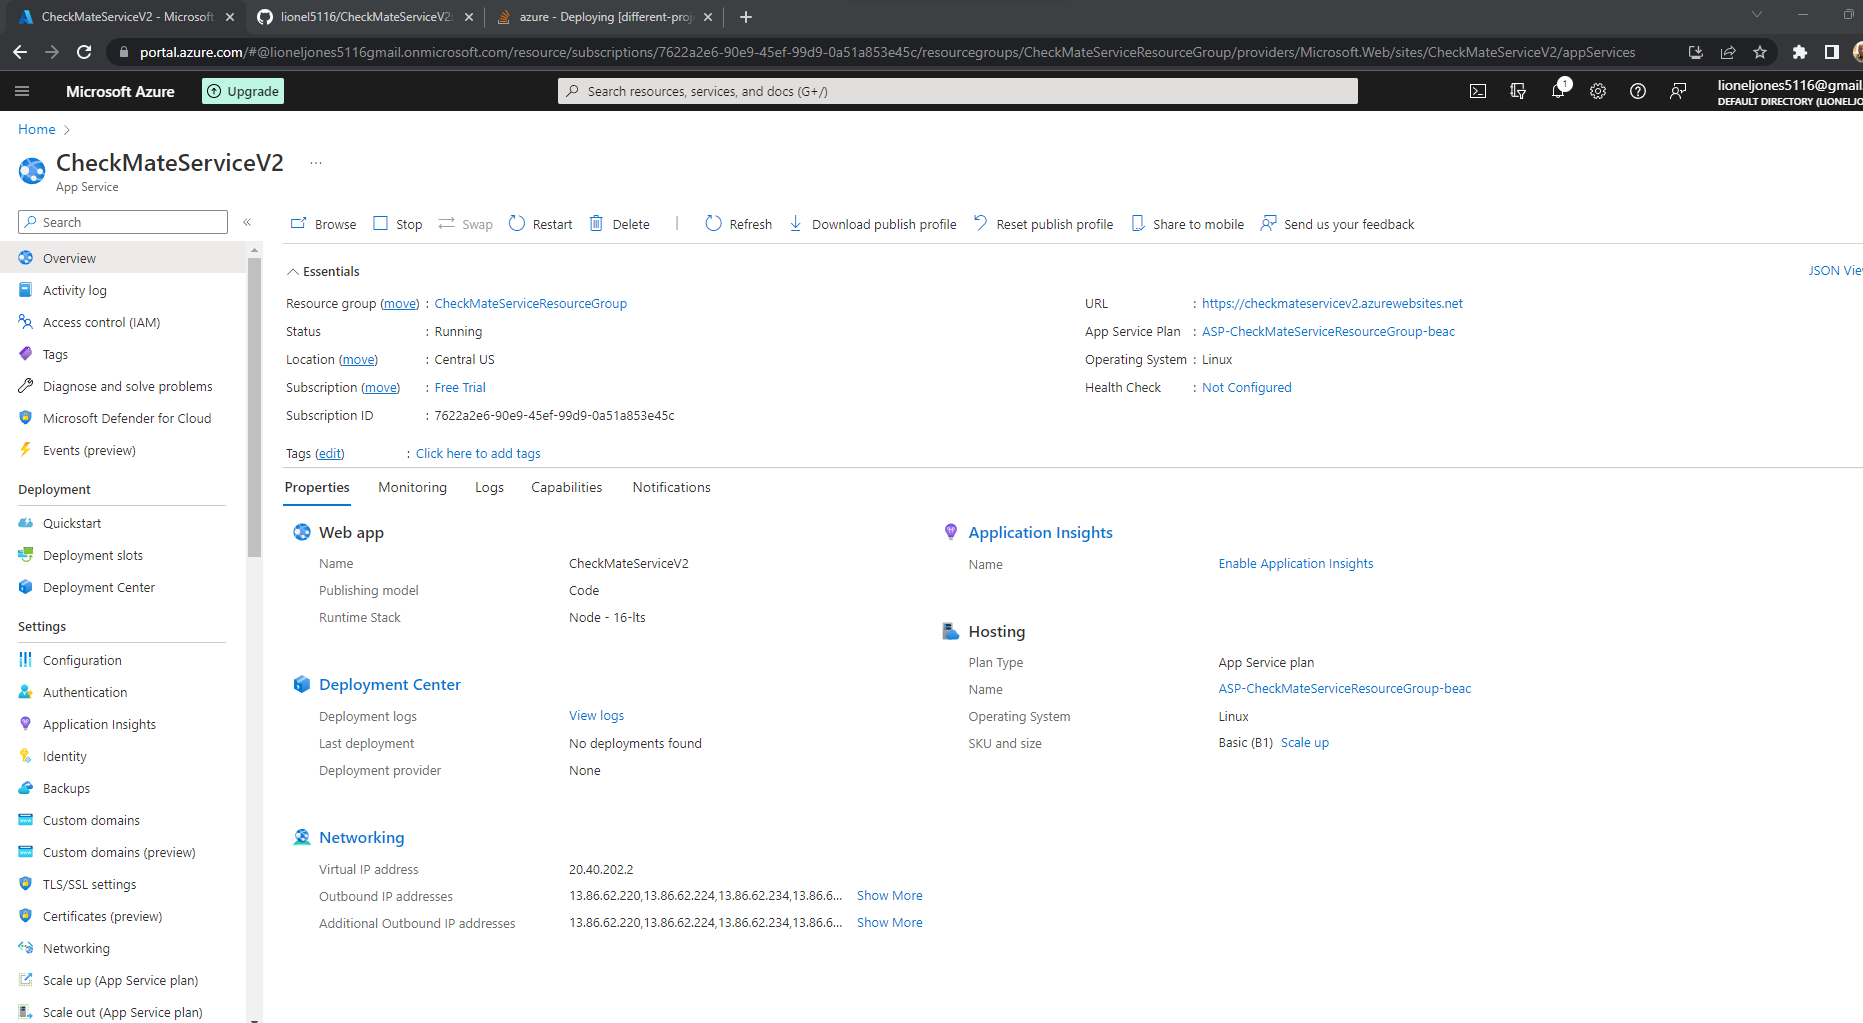 CheckMateServiceV2 - Microsoft
lionel5116/CheckMateServiceV2:
azure - Deploying [different-proj
portal.azure.com/#@lioneljones5116gmail.onmicrosoft.com/resource/subscriptions/7622a2e6-90e9-45ef-99d9-0a51a853e45c/resourcegroups/CheckMateServiceResourceGroup/providers/Microsoft.Web/sites/CheckMateServiceV2/appServices
Microsoft Azure
Upgrade
Search resources, services, and docs (G+/)
1
lioneljones5116@gmail
DEFAULT DIRECTORY (LIONELJO
Home >
CheckMateServiceV2 ...
App Service
Search «
Browse Stop Swap Restart Delete | Refresh Download publish profile Reset publish profile Share to mobile Send us your feedback
Overview
Activity log
Access control (IAM)
Tags
Diagnose and solve problems
Microsoft Defender for Cloud
Events (preview)
Deployment
Quickstart
Deployment slots
Deployment Center
Settings
Configuration
Authentication
Application Insights
Identity
Backups
Custom domains
Custom domains (preview)
TLS/SSL settings
Certificates (preview)
Networking
Scale up (App Service plan)
Scale out (App Service plan)
Essentials
JSON Vie
Resource group (move) : CheckMateServiceResourceGroup
Status : Running
Location (move) : Central US
Subscription (move) : Free Trial
Subscription ID : 7622a2e6-90e9-45ef-99d9-0a51a853e45c
URL : https://checkmateservicev2.azurewebsites.net
App Service Plan : ASP-CheckMateServiceResourceGroup-beac
Operating System : Linux
Health Check : Not Configured
Tags (edit) : Click here to add tags
Properties Monitoring Logs Capabilities Notifications
Web app
Name CheckMateServiceV2
Publishing model Code
Runtime Stack Node - 16-lts
Deployment Center
Deployment logs View logs
Last deployment No deployments found
Deployment provider None
Networking
Virtual IP address 20.40.202.2
Outbound IP addresses 13.86.62.220,13.86.62.224,13.86.62.234,13.86.6... Show More
Additional Outbound IP addresses 13.86.62.220,13.86.62.224,13.86.62.234,13.86.6... Show More
Application Insights
Name Enable Application Insights
Hosting
Plan Type App Service plan
Name ASP-CheckMateServiceResourceGroup-beac
Operating System Linux
SKU and size Basic (B1) Scale up